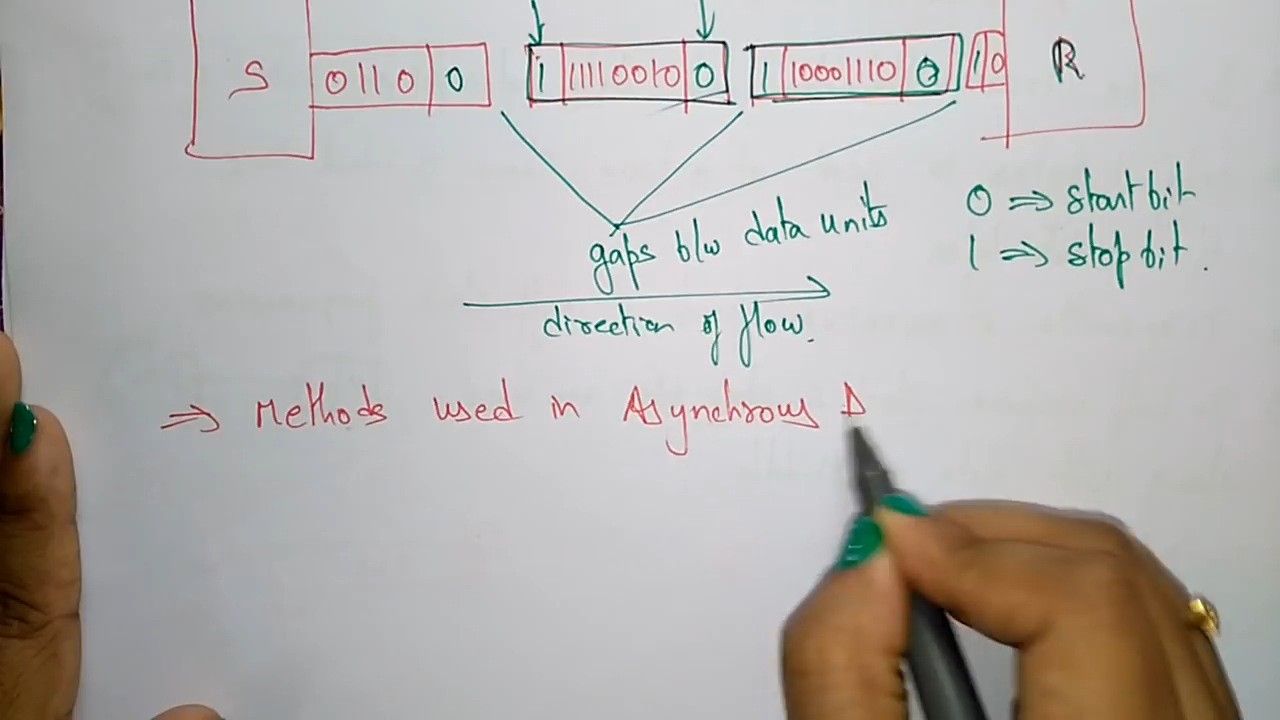 S 0110 0 1 11110010 0 1 10001110 0 1 0 R
0 ⇒ start bit
gaps b/w data units
1 ⇒ stop bit.
direction of flow.
⇒ Methods used in Asynchrous D